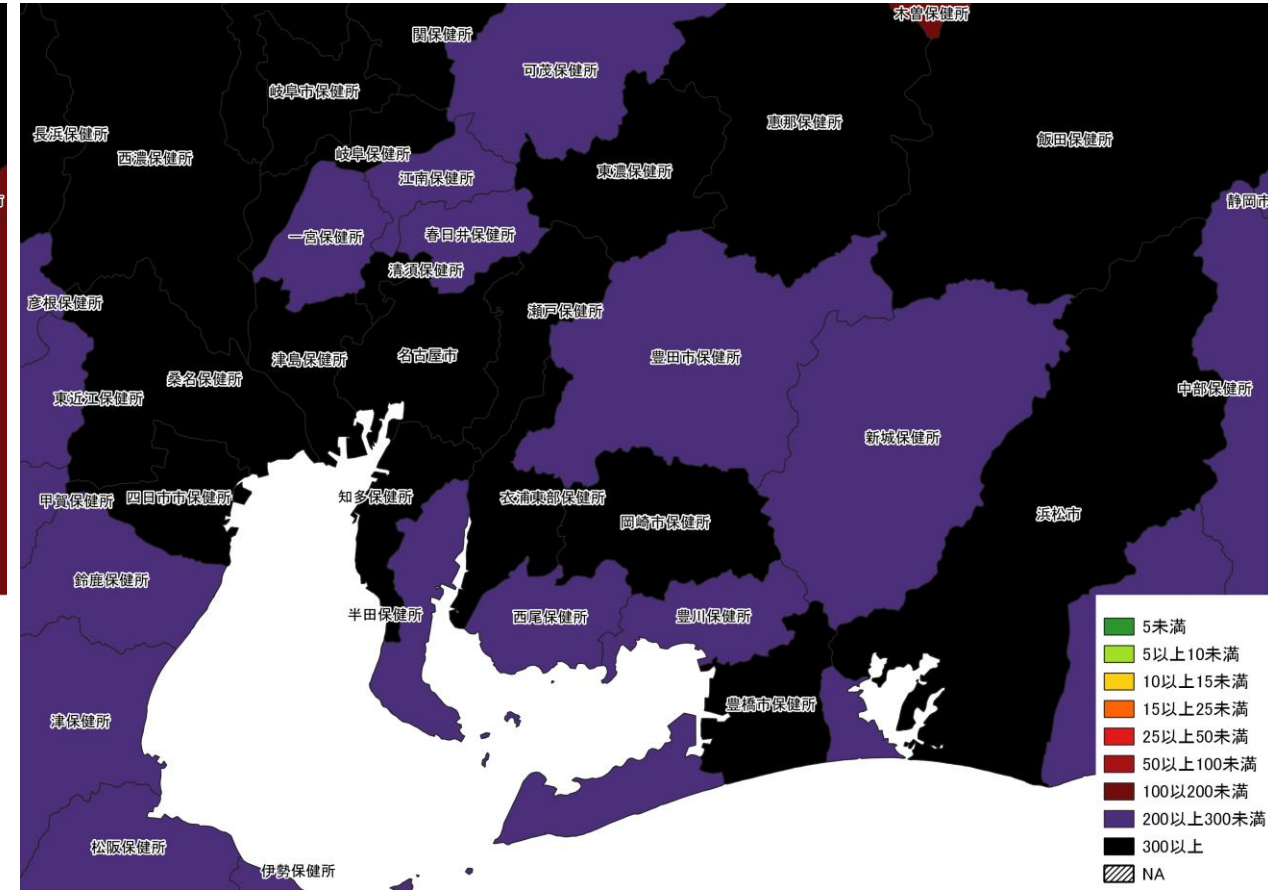 木曽保健所
関保健所
可茂保健所
岐阜市保健所
恵那保健所
長浜保健所
飯田保健所
西濃保健所
岐阜保健所
東濃保健所
江南保健所
静岡市
一宮保健所
春日井保健所
清須保健所
彦根保健所
瀬戸保健所
津島保健所
名古屋市
豊田市保健所
桑名保健所
中部保健所
東近江保健所
新城保健所
甲賀保健所
四日市市保健所
知多保健所
衣浦東部保健所
岡崎市保健所
浜松市
鈴鹿保健所
半田保健所
西尾保健所
豊川保健所
豊橋市保健所
津保健所
松阪保健所
伊勢保健所
5未満
5以上10未満
10以上15未満
15以上25未満
25以上50未満
50以上100未満
100以200未満
200以上300未満
300以上
NA